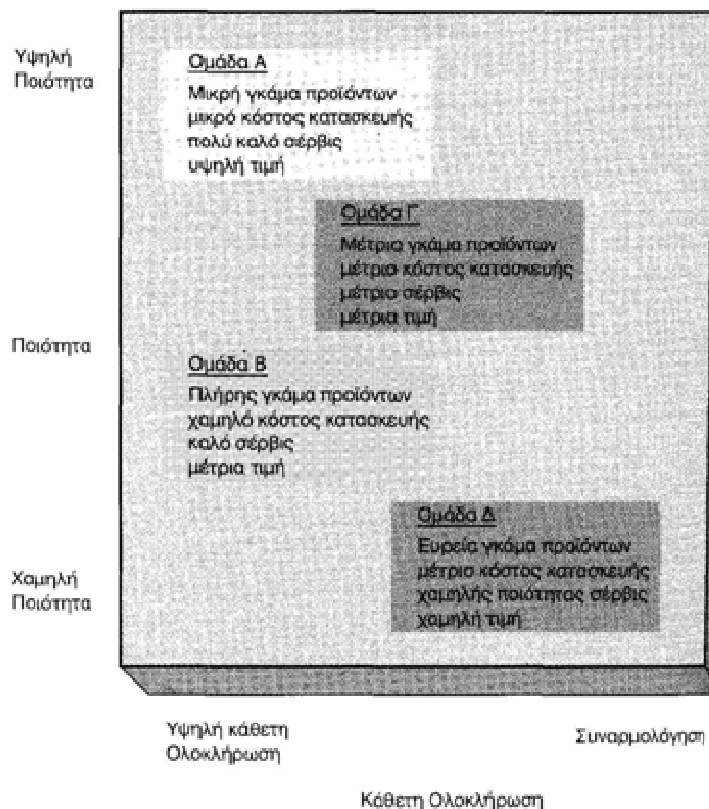 Υψηλή
Ποιότητα
Ομάδα Α
Μικρή γκάμα προϊόντων
μικρό κόστος κατασκευής
πολύ καλό σέρβις
υψηλή τιμή
Ομάδα Γ
Μέτρια γκάμα προϊόντων
μέτριο κόστος κατασκευής
μέτριο σέρβις
μέτρια τιμή
Ποιότητα
Ομάδα Β
Πλήρης γκάμα προϊόντων
χαμηλό κόστος κατασκευής
καλό σέρβις
μέτρια τιμή
Ομάδα Δ
Ευρεία γκάμα προϊόντων
μέτριο κόστος κατασκευής
χαμηλής ποιότητας σέρβις
χαμηλή τιμή
Χαμηλή
Ποιότητα
Υψηλή κάθετη
Ολοκλήρωση
Συναρμολόγηση
Κάθετη Ολοκλήρωση